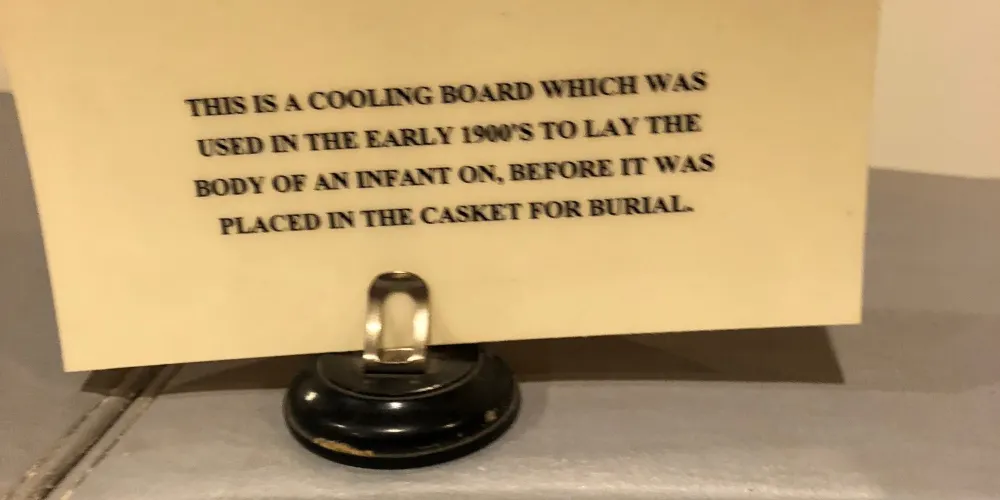 THIS IS A COOLING BOARD WHICH WAS
USED IN THE EARLY 1900'S TO LAY THE
BODY OF AN INFANT ON, BEFORE IT WAS
PLACED IN THE CASKET FOR BURIAL.